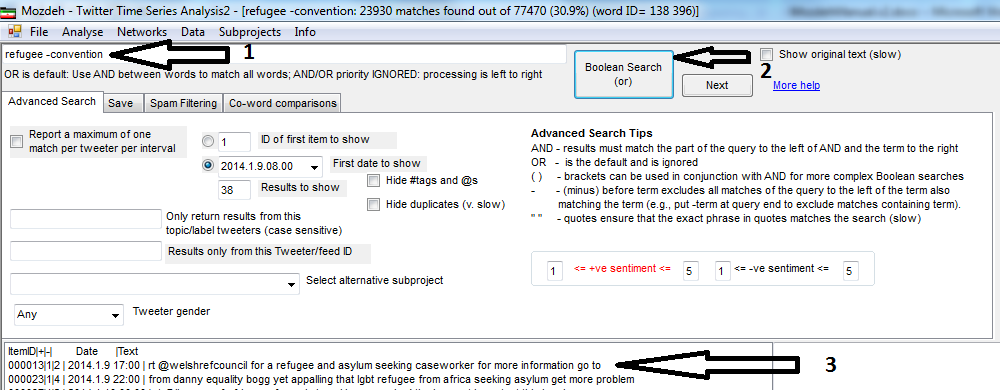 Mozdeh - Twitter Time Series Analysis2 - [refugee -convention: 23930 matches found out of 77470 (30.9%) (word ID= 138 396)]
File Analyse Networks Data Subprojects Info
refugee -convention 1
Boolean Search
(or)
2
Show original text (slow)
OR is default: Use AND between words to match all words; AND/OR priority IGNORED: processing is left to right
Next
More help
Advanced Search Save Spam Filtering Co-word comparisons
Report a maximum of one
match per tweeter per interval
1 ID of first item to show
2014.1.9.08.00 First date to show
38 Results to show
Hide #tags and @s
Hide duplicates (v. slow)
Only return results from this
topic/label tweeters (case sensitive)
Results only from this Tweeter/feed ID
Select alternative subproject
Any Tweeter gender
Advanced Search Tips
AND - results must match the part of the query to the left of AND and the term to the right
OR - is the default and is ignored
( ) - brackets can be used in conjunction with AND for more complex Boolean searches
- - (minus) before term excludes all matches of the query to the left of the term also
matching the term (e.g., put -term at query end to exclude matches containing term).
" " - quotes ensure that the exact phrase in quotes matches the search (slow)
1 <= +ve sentiment <= 5 1 <= -ve sentiment <= 5
ItemID|+|-| Date |Text
000013|1|2 | 2014.1.9 17:00 | rt @welshrefcouncil for a refugee and asylum seeking caseworker for more information go to
3
000023|1|4 | 2014.1.9 22:00 | from danny equality bogg yet appalling that lgbt refugee from africa seeking asylum get more problem